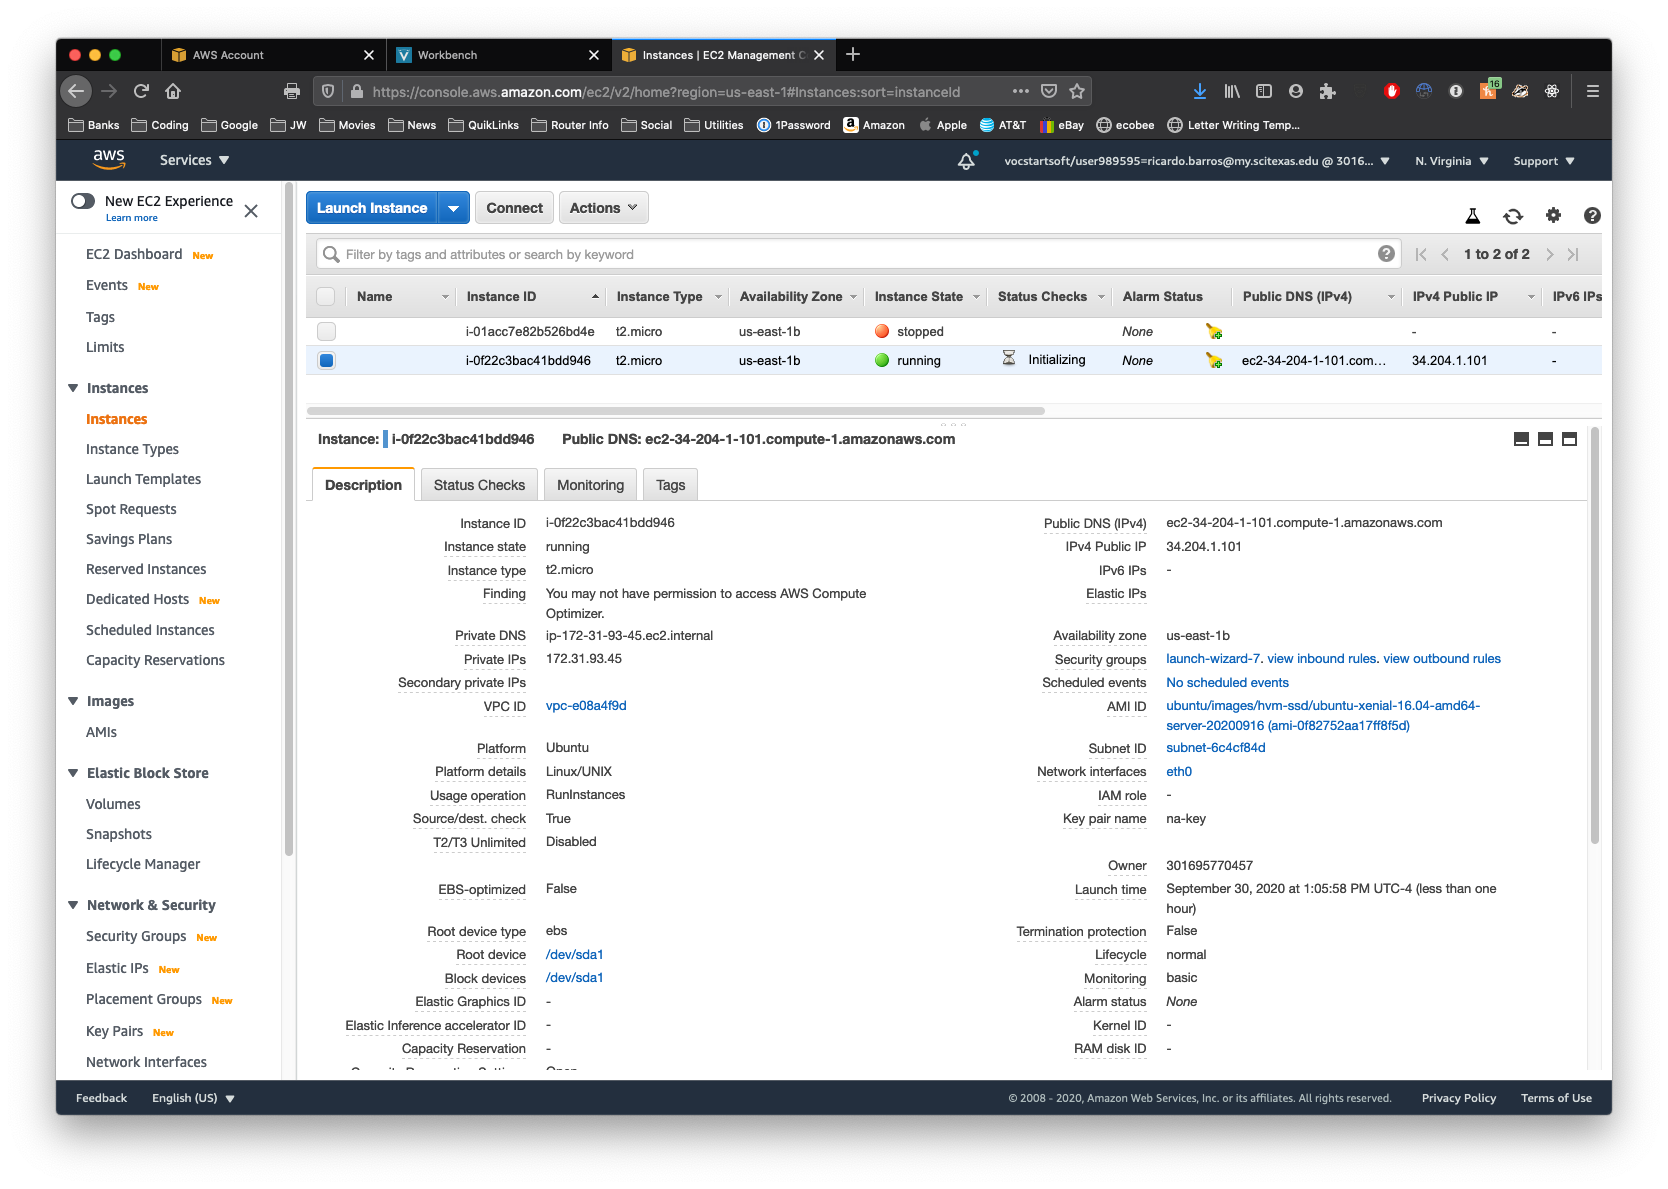 AWS Account
Workbench
Instances | EC2 Management C
https://console.aws.amazon.com/ec2/v2/home?region=us-east-1#Instances:sort=instanceId
16
Banks Coding Google JW Movies News QuikLinks Router Info Social Utilities 1Password Amazon Apple AT&T eBay ecobee Letter Writing Temp...
aws Services vocstartsoft/user989595=ricardo.barros@my.scitexas.edu @ 3016... N. Virginia Support
New EC2 Experience
Learn more
EC2 Dashboard New
Events New
Tags
Limits
Instances
Instances
Instance Types
Launch Templates
Spot Requests
Savings Plans
Reserved Instances
Dedicated Hosts New
Scheduled Instances
Capacity Reservations
Images
AMIs
Elastic Block Store
Volumes
Snapshots
Lifecycle Manager
Network & Security
Security Groups New
Elastic IPs New
Placement Groups New
Key Pairs New
Network Interfaces
Launch Instance Connect Actions
Filter by tags and attributes or search by keyword 1 to 2 of 2
Name Instance ID Instance Type Availability Zone Instance State Status Checks Alarm Status Public DNS (IPv4) IPv4 Public IP IPv6 IPs
i-01acc7e82b526bd4e t2.micro us-east-1b stopped None - -
i-0f22c3bac41bdd946 t2.micro us-east-1b running Initializing None ec2-34-204-1-101.com... 34.204.1.101 -
Instance: i-0f22c3bac41bdd946 Public DNS: ec2-34-204-1-101.compute-1.amazonaws.com
Description Status Checks Monitoring Tags
Instance ID i-0f22c3bac41bdd946
Instance state running
Instance type t2.micro
Finding You may not have permission to access AWS Compute
Optimizer.
Private DNS ip-172-31-93-45.ec2.internal
Private IPs 172.31.93.45
Secondary private IPs
VPC ID vpc-e08a4f9d
Platform Ubuntu
Platform details Linux/UNIX
Usage operation RunInstances
Source/dest. check True
T2/T3 Unlimited Disabled
EBS-optimized False
Root device type ebs
Root device /dev/sda1
Block devices /dev/sda1
Elastic Graphics ID -
Elastic Inference accelerator ID -
Capacity Reservation -
Public DNS (IPv4) ec2-34-204-1-101.compute-1.amazonaws.com
IPv4 Public IP 34.204.1.101
IPv6 IPs -
Elastic IPs
Availability zone us-east-1b
Security groups launch-wizard-7. view inbound rules. view outbound rules
Scheduled events No scheduled events
AMI ID ubuntu/images/hvm-ssd/ubuntu-xenial-16.04-amd64-
server-20200916 (ami-0f82752aa17ff8f5d)
Subnet ID subnet-6c4cf84d
Network interfaces eth0
IAM role -
Key pair name na-key
Owner 301695770457
Launch time September 30, 2020 at 1:05:58 PM UTC-4 (less than one
hour)
Termination protection False
Lifecycle normal
Monitoring basic
Alarm status None
Kernel ID -
RAM disk ID -
Feedback English (US) © 2008 - 2020, Amazon Web Services, Inc. or its affiliates. All rights reserved. Privacy Policy Terms of Use